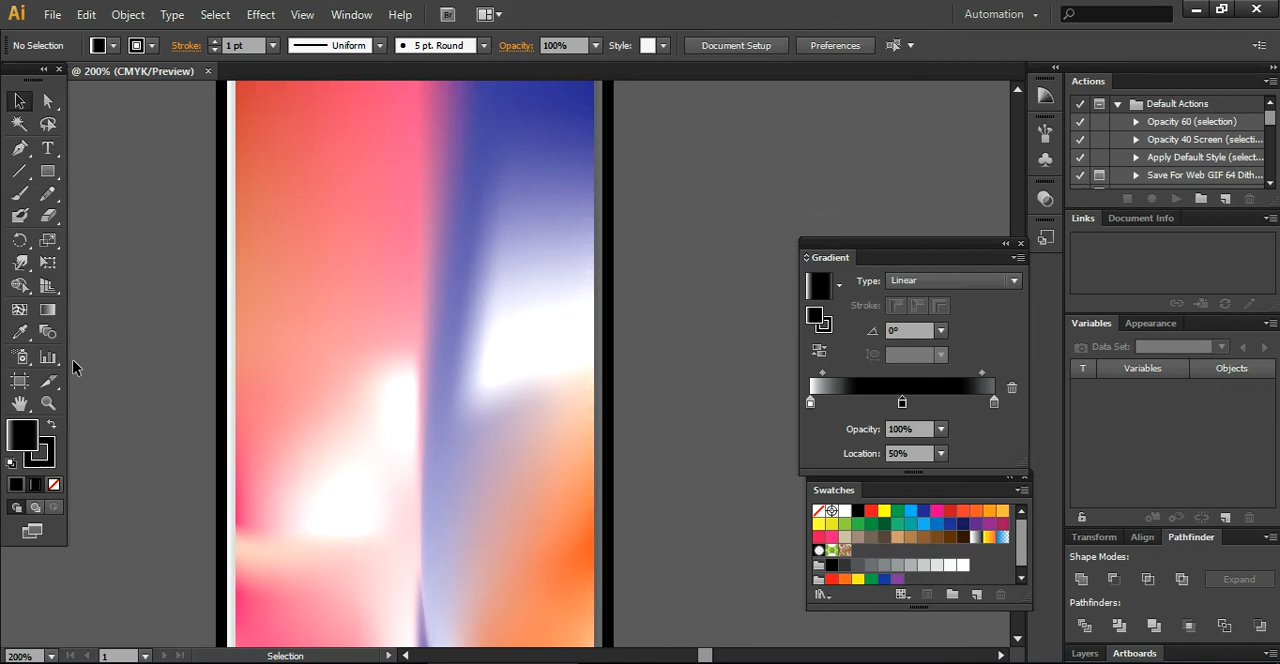 Ai File Edit Object Type Select Effect View Window Help Br Automation
No Selection Stroke: 1 pt Uniform 5 pt. Round Opacity: 100% Style: Document Setup Preferences
@ 200% (CMYK/Preview)
Actions
Default Actions
Opacity 60 (selection)
Opacity 40 Screen (selecti...
Apply Default Style (select...
Save For Web GIF 64 Dith...
Links Document Info
Gradient
Type: Linear
Stroke:
0°
Opacity: 100%
Location: 50%
Variables Appearance
Data Set:
T Variables Objects
Swatches
Transform Align Pathfinder
Shape Modes:
Expand
Pathfinders:
Layers Artboards
200% 1 Selection